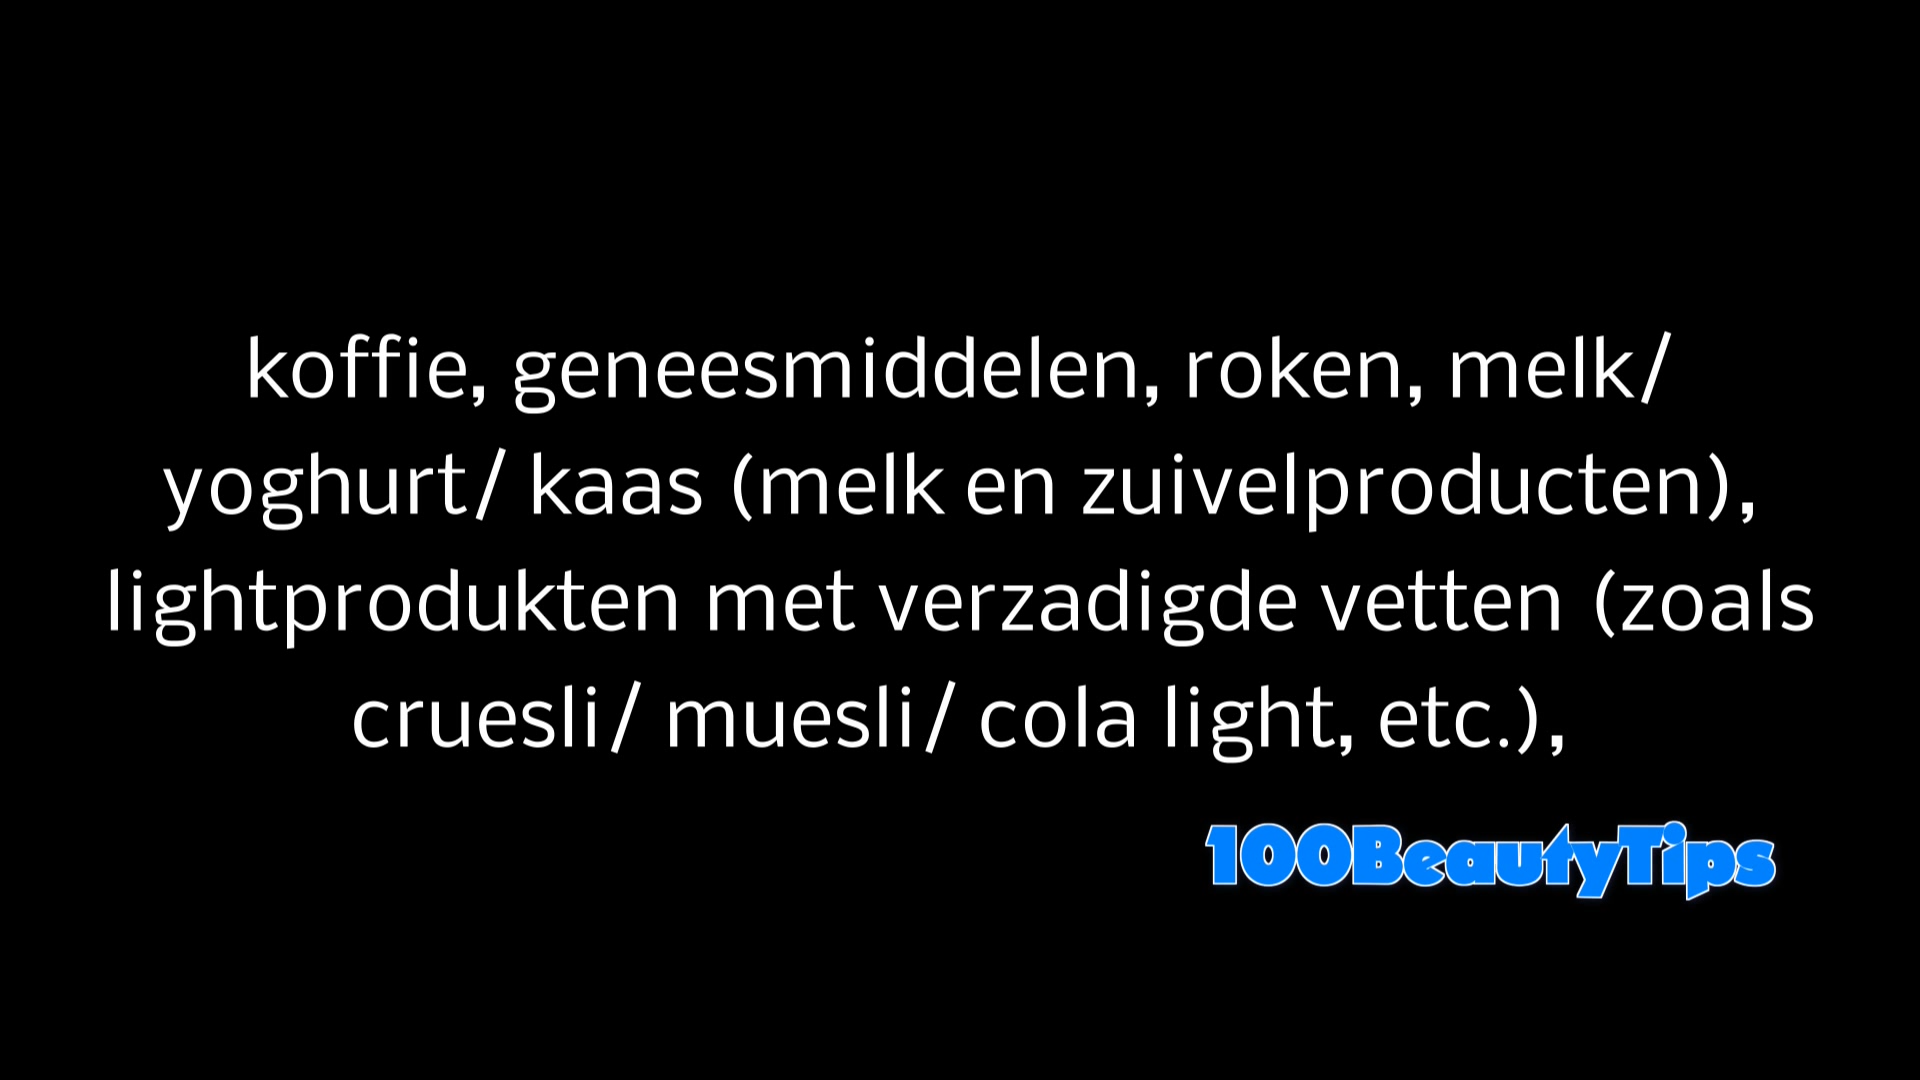 koffie, geneesmiddelen, roken, melk/
yoghurt/ kaas (melk en zuivelproducten),
lightprodukten met verzadigde vetten (zoals
cruesli/ muesli/ cola light, etc.),
100BeautyTips